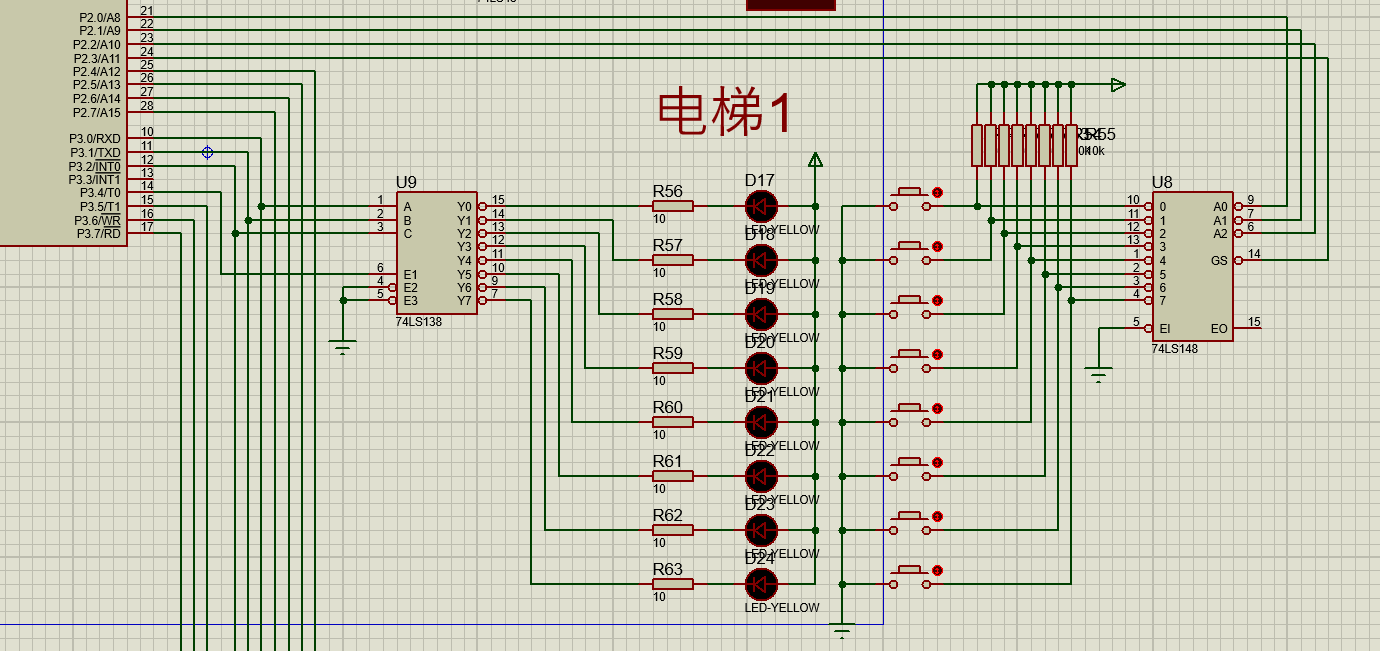 P2.0/A8 21
P2.1/A9 22
P2.2/A10 23
P2.3/A11 24
P2.4/A12 25
P2.5/A13 26
P2.6/A14 27
P2.7/A15 28
P3.0/RXD 10
P3.1/TXD 11
P3.2/INT0 12
P3.3/INT1 13
P3.4/T0 14
P3.5/T1 15
P3.6/WR 16
P3.7/RD 17
电梯1
U9
1 A Y0 15
2 B Y1 14
3 C Y2 13
Y3 12
Y4 11
6 E1 Y5 10
4 E2 Y6 9
5 E3 Y7 7
74LS138
R56
10
R57
10
R58
10
R59
10
R60
10
R61
10
R62
10
R63
10
D17
LED-YELLOW
D18
LED-YELLOW
D19
LED-YELLOW
D20
LED-YELLOW
D21
LED-YELLOW
D22
LED-YELLOW
D23
LED-YELLOW
D24
LED-YELLOW
R55
10k
U8
10 0 A0 9
11 1 A1 7
12 2 A2 6
13 3
1 4 GS 14
2 5
3 6
4 7
5 EI EO 15
74LS148